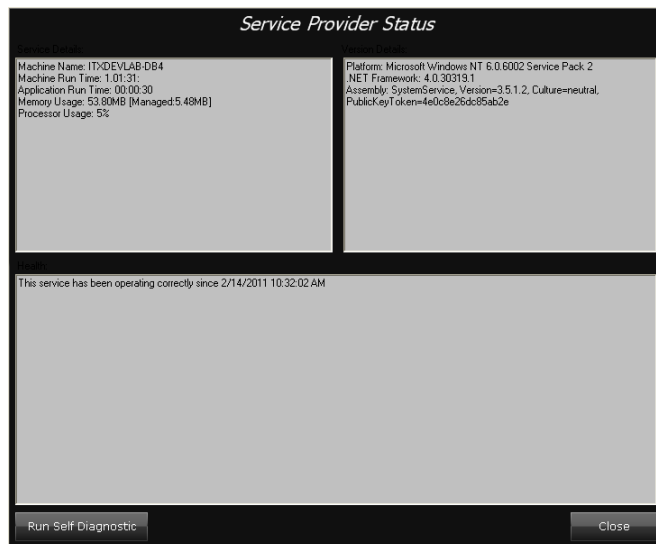 Service Provider Status
Service Details:
Machine Name: ITXDEVLAB-DB4
Machine Run Time: 1.01:31:
Application Run Time: 00:00:30
Memory Usage: 53.80MB [Managed:5.48MB]
Processor Usage: 5%
Version Details:
Platform: Microsoft Windows NT 6.0.6002 Service Pack 2
.NET Framework: 4.0.30319.1
Assembly: SystemService, Version=3.5.1.2, Culture=neutral,
PublicKeyToken=4e0c8e26dc85ab2e
Health:
This service has been operating correctly since 2/14/2011 10:32:02 AM
Run Self Diagnostic
Close